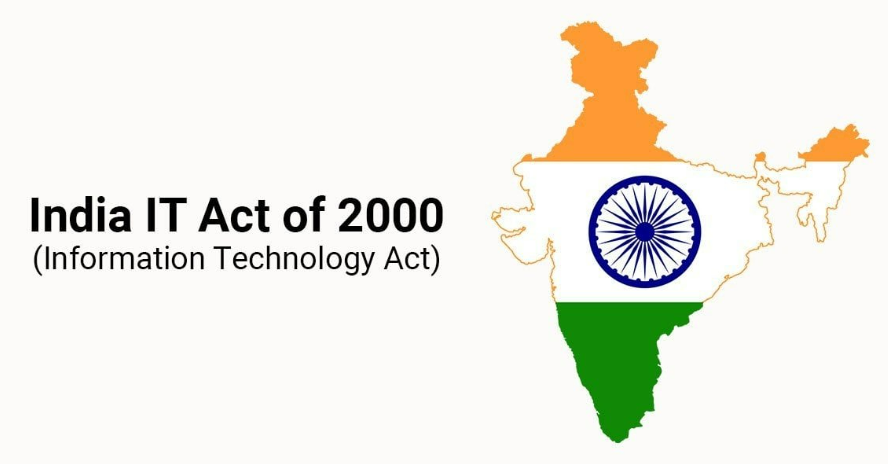 India IT Act of 2000
(Information Technology Act)